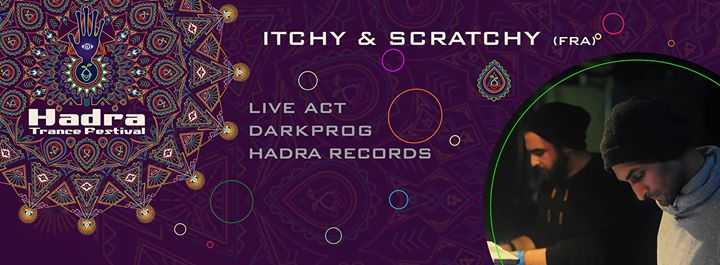 Hadra
Trance Festival
ITCHY & SCRATCHY (FRA)
LIVE ACT
DARKPROG
HADRA RECORDS